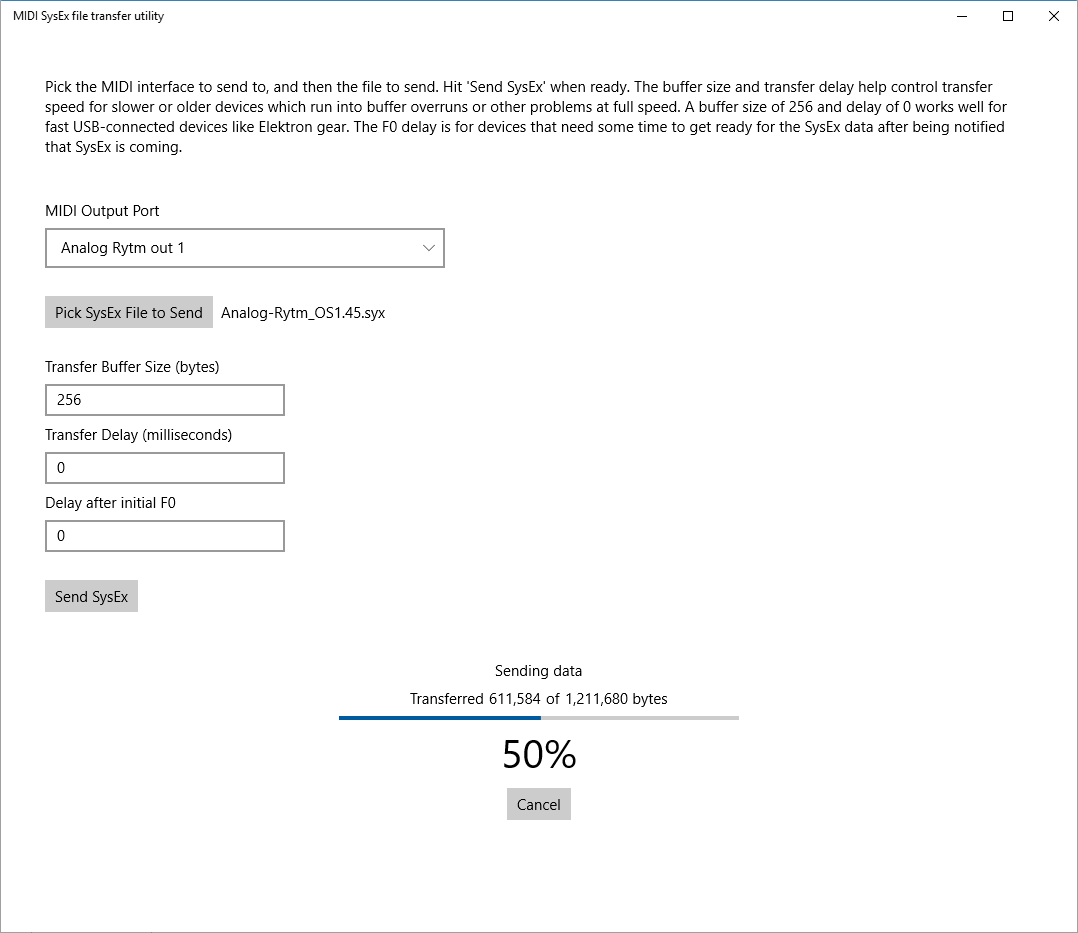 MIDI SysEx file transfer utility
Pick the MIDI interface to send to, and then the file to send. Hit 'Send SysEx' when ready. The buffer size and transfer delay help control transfer
speed for slower or older devices which run into buffer overruns or other problems at full speed. A buffer size of 256 and delay of 0 works well for
fast USB-connected devices like Elektron gear. The F0 delay is for devices that need some time to get ready for the SysEx data after being notified
that SysEx is coming.
MIDI Output Port
Analog Rytm out 1
Pick SysEx File to Send Analog-Rytm_OS1.45.syx
Transfer Buffer Size (bytes)
256
Transfer Delay (milliseconds)
0
Delay after initial F0
0
Send SysEx
Sending data
Transferred 611,584 of 1,211,680 bytes
50%
Cancel